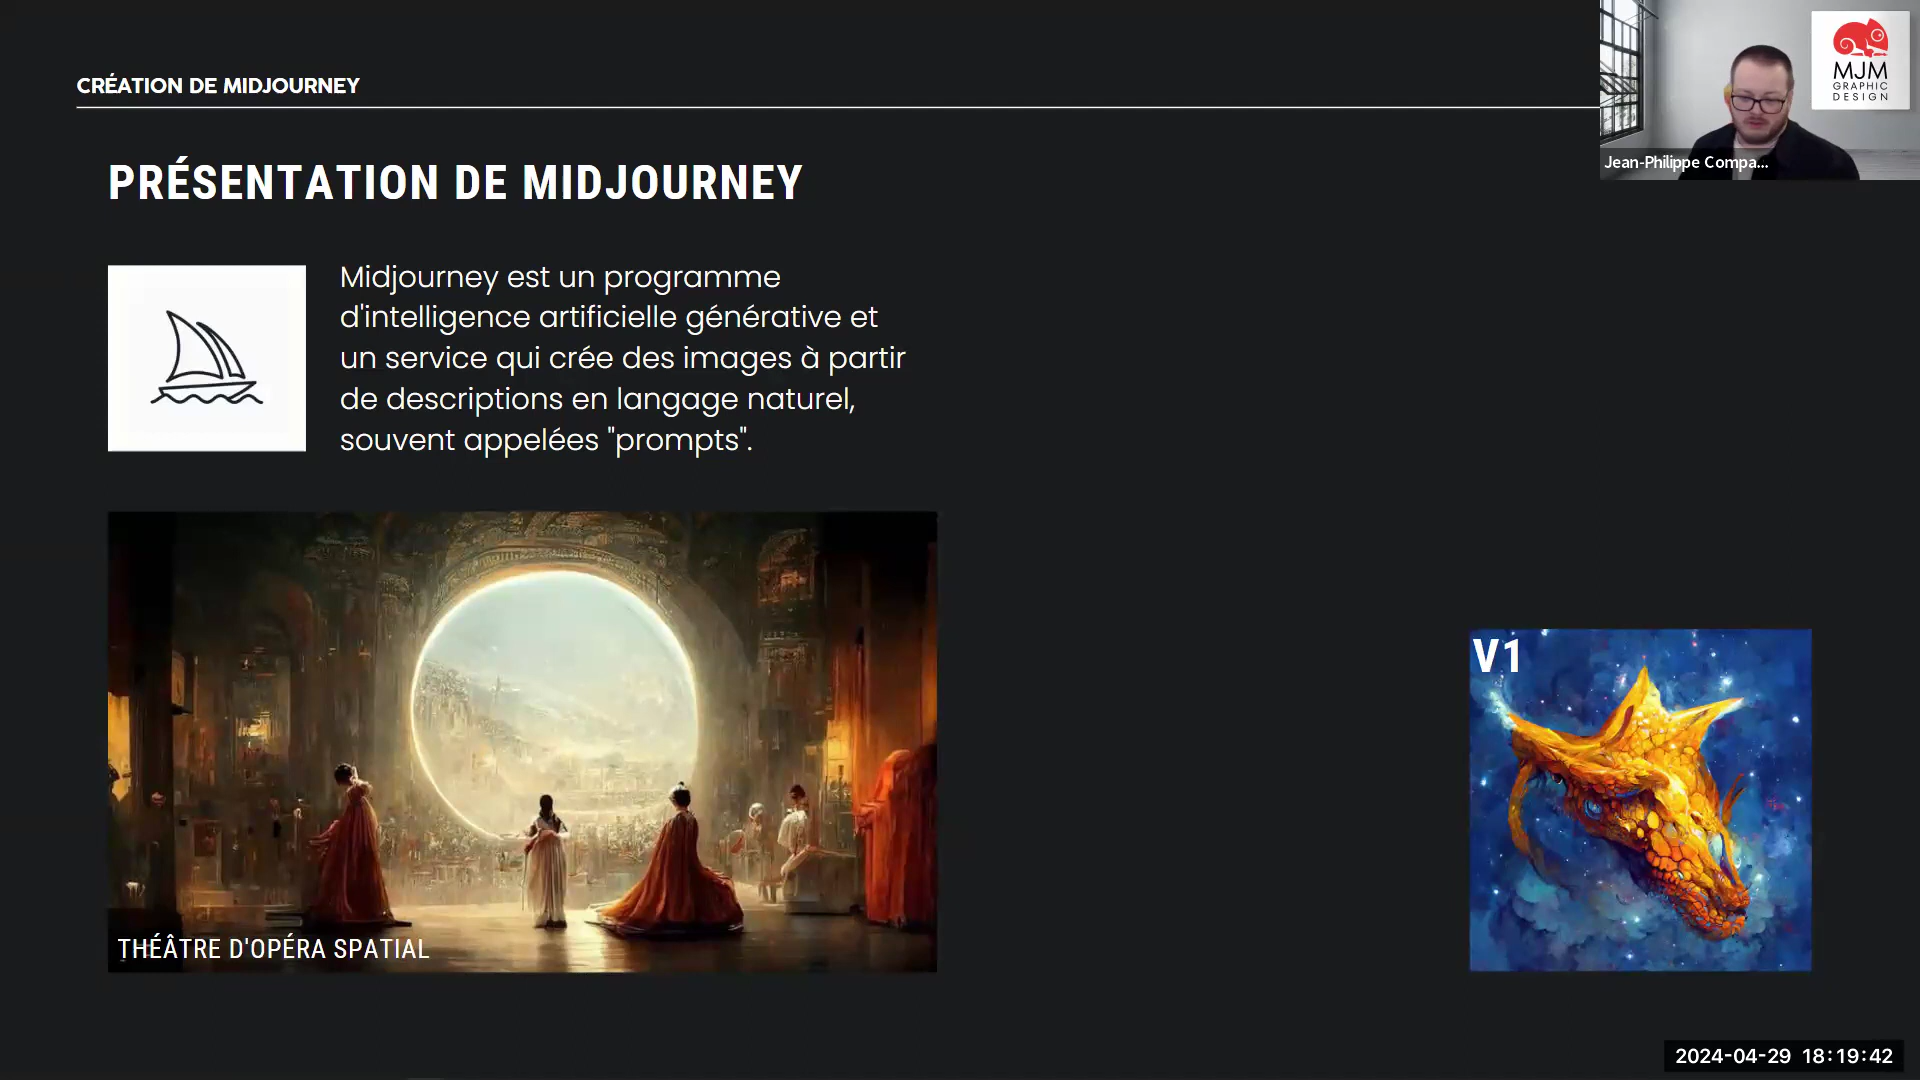 CRÉATION DE MIDJOURNEY
MJM
GRAPHIC
DESIGN
Jean-Philippe Compa...
PRÉSENTATION DE MIDJOURNEY
Midjourney est un programme
d'intelligence artificielle générative et
un service qui crée des images à partir
de descriptions en langage naturel,
souvent appelées "prompts".
V1
THÉÂTRE D'OPÉRA SPATIAL
2024-04-29 18:19:42